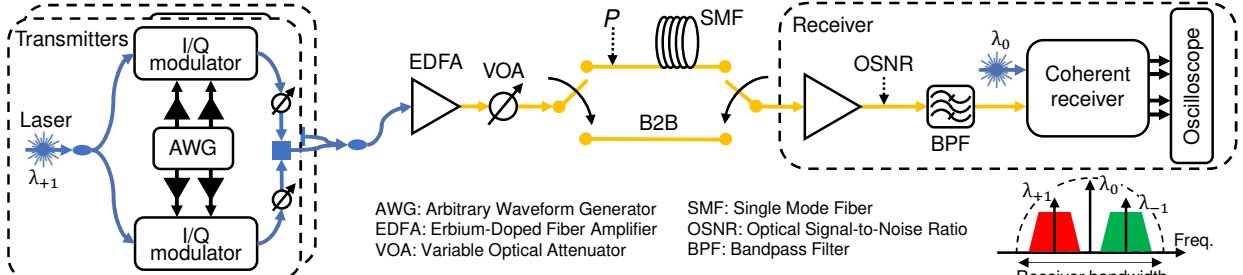 Transmitters
I/Q
modulator
Laser
λ+1
AWG
I/Q
modulator
EDFA
VOA
P
SMF
B2B
Receiver
OSNR
BPF
λ0
Coherent
receiver
Oscilloscope
AWG: Arbitrary Waveform Generator
EDFA: Erbium-Doped Fiber Amplifier
VOA: Variable Optical Attenuator
SMF: Single Mode Fiber
OSNR: Optical Signal-to-Noise Ratio
BPF: Bandpass Filter
λ+1
λ0
λ−1
Freq.
Receiver bandwidth